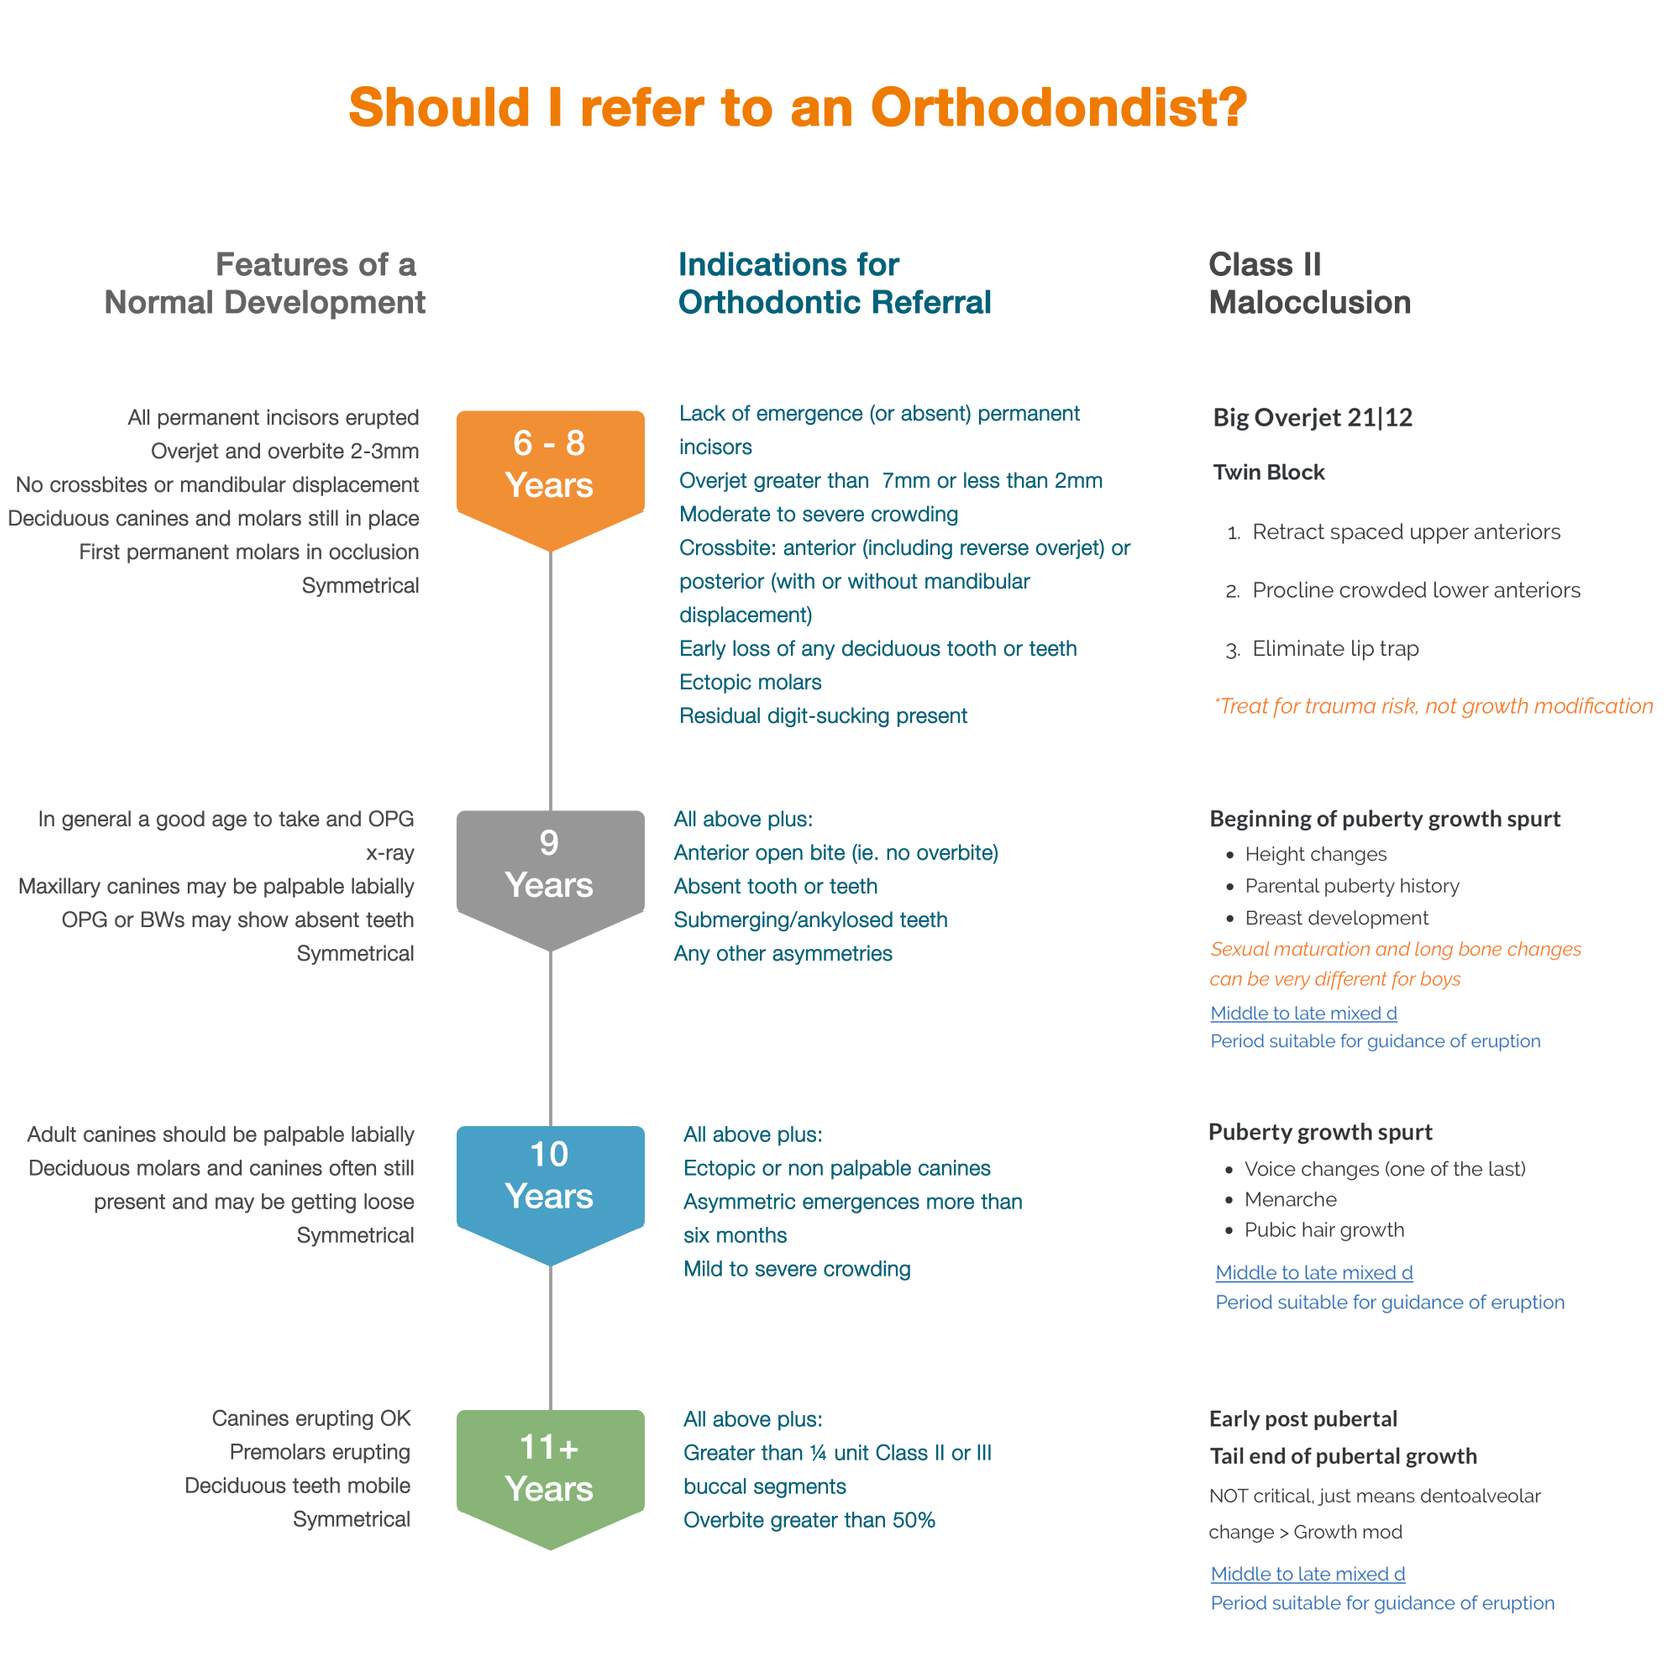 Should I refer to an Orthodondist?
Features of a
Normal Development
Indications for
Orthodontic Referral
Class II
Malocclusion
All permanent incisors erupted
Overjet and overbite 2-3mm
No crossbites or mandibular displacement
Deciduous canines and molars still in place
First permanent molars in occlusion
Symmetrical
6 - 8
Years
Lack of emergence (or absent) permanent
incisors
Overjet greater than  7mm or less than 2mm
Moderate to severe crowding
Crossbite: anterior (including reverse overjet) or
posterior (with or without mandibular
displacement)
Early loss of any deciduous tooth or teeth
Ectopic molars
Residual digit-sucking present
Big Overjet 21|12
Twin Block
1. Retract spaced upper anteriors
2. Procline crowded lower anteriors
3. Eliminate lip trap
*Treat for trauma risk, not growth modification
In general a good age to take and OPG
x-ray
Maxillary canines may be palpable labially
OPG or BWs may show absent teeth
Symmetrical
9
Years
All above plus:
Anterior open bite (ie. no overbite)
Absent tooth or teeth
Submerging/ankylosed teeth
Any other asymmetries
Beginning of puberty growth spurt
• Height changes
• Parental puberty history
• Breast development
Sexual maturation and long bone changes
can be very different for boys
Middle to late mixed d
Period suitable for guidance of eruption
Adult canines should be palpable labially
Deciduous molars and canines often still
present and may be getting loose
Symmetrical
10
Years
All above plus:
Ectopic or non palpable canines
Asymmetric emergences more than
six months
Mild to severe crowding
Puberty growth spurt
• Voice changes (one of the last)
• Menarche
• Pubic hair growth
Middle to late mixed d
Period suitable for guidance of eruption
Canines erupting OK
Premolars erupting
Deciduous teeth mobile
Symmetrical
11+
Years
All above plus:
Greater than ¼ unit Class II or III
buccal segments
Overbite greater than 50%
Early post pubertal
Tail end of pubertal growth
NOT critical, just means dentoalveolar
change > Growth mod
Middle to late mixed d
Period suitable for guidance of eruption